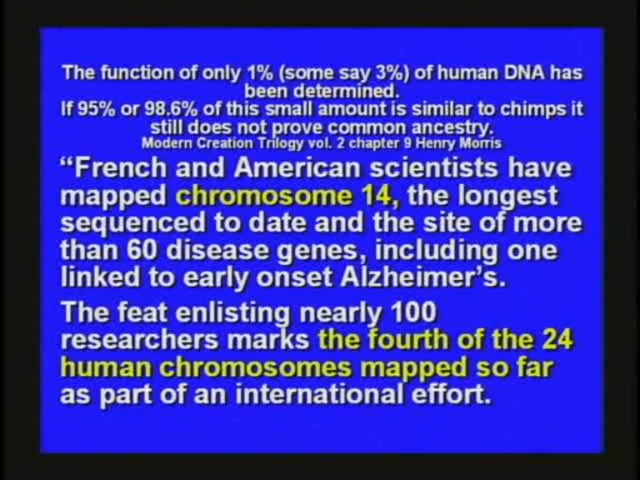 The function of only 1% (some say 3%) of human DNA has
been determined.
If 95% or 98.6% of this small amount is similar to chimps it
still does not prove common ancestry.
Modern Creation Trilogy vol. 2 chapter 9 Henry Morris
“French and American scientists have
mapped chromosome 14, the longest
sequenced to date and the site of more
than 60 disease genes, including one
linked to early onset Alzheimer’s.
The feat enlisting nearly 100
researchers marks the fourth of the 24
human chromosomes mapped so far
as part of an international effort.